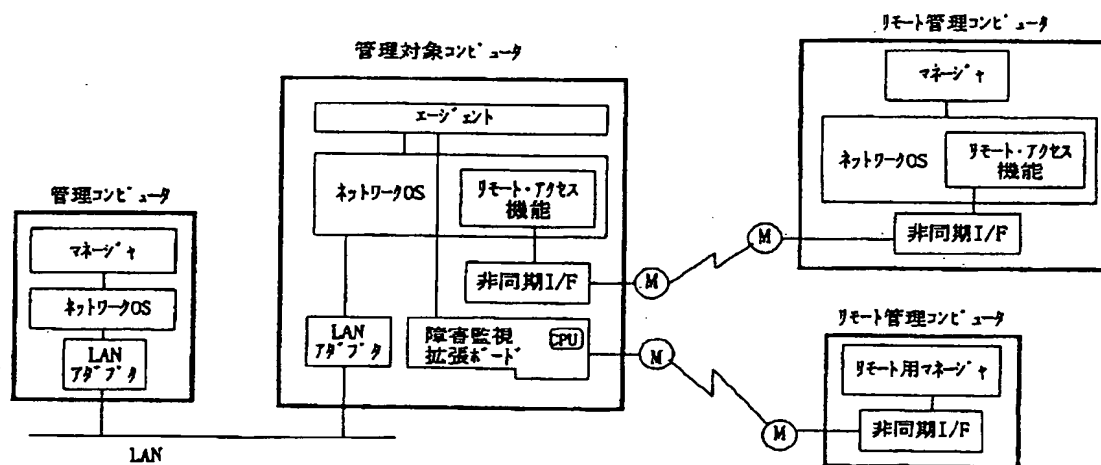 リモート管理コンピュータ
管理対象コンピュータ
マネージャ
エージェント
ネットワークOS
リモート・アクセス
機能
ネットワークOS
リモート・アクセス
機能
管理コンピュータ
マネージャ
非同期I/F
M
非同期I/F
M
ネットワークOS
LAN
アダプタ
LAN
アダプタ
障害監視
拡張ボード
CPU
M
リモート管理コンピュータ
リモート用マネージャ
M
非同期I/F
LAN